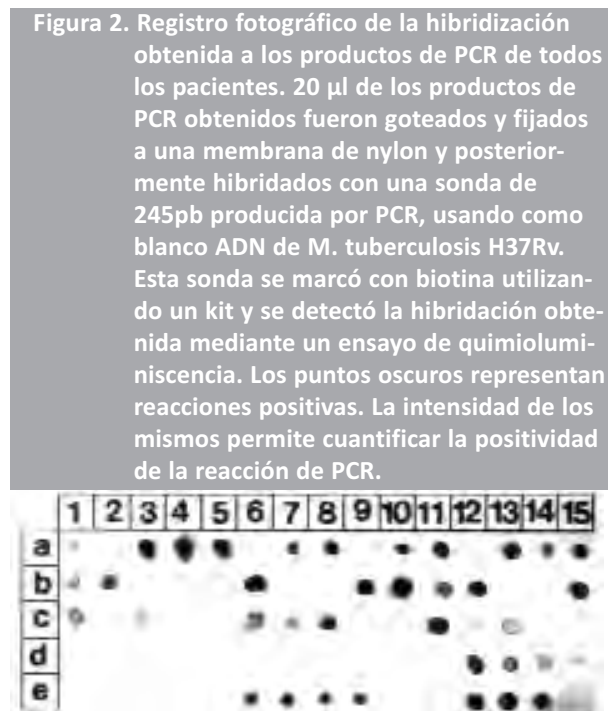 Figura 2. Registro fotográfico de la hibridización
obtenida a los productos de PCR de todos
los pacientes. 20 µl de los productos de
PCR obtenidos fueron goteados y fijados
a una membrana de nylon y posterior-
mente hibridados con una sonda de
245pb producida por PCR, usando como
blanco ADN de M. tuberculosis H37Rv.
Esta sonda se marcó con biotina utilizan-
do un kit y se detectó la hibridación obte-
nida mediante un ensayo de quimiolumi-
niscencia. Los puntos oscuros representan
reacciones positivas. La intensidad de los
mismos permite cuantificar la positividad
de la reacción de PCR.
1 2 3 4 5 6 7 8 9 10 11 12 13 14 15
a
b
c
d
e